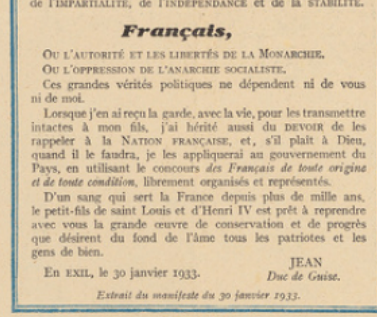 de l'IMPARTIALITÉ, de l'INDÉPENDANCE et de la STABILITÉ.
Français,
OU L'AUTORITÉ ET LES LIBERTÉS DE LA MONARCHIE.
OU L'OPPRESSION DE L'ANARCHIE SOCIALISTE.
Ces grandes vérités politiques ne dépendent ni de vous
ni de moi.
Lorsque j'en ai reçu la garde, avec la vie, pour les transmettre
intactes à mon fils, j'ai hérité aussi du DEVOIR de les
rappeler à la NATION FRANÇAISE, et, s'il plaît à Dieu,
quand il le faudra, je les appliquerai au gouvernement du
Pays, en utilisant le concours des Français de toute origine
et de toute condition, librement organisés et représentés.
D'un sang qui sert la France depuis plus de mille ans,
le petit-fils de saint Louis et d'Henri IV est prêt à reprendre
avec vous la grande œuvre de conservation et de progrès
que désirent du fond de l'âme tous les patriotes et les
gens de bien.
JEAN
En EXIL, le 30 janvier 1933.
Duc de Guise.
Extrait du manifeste du 30 janvier 1933.